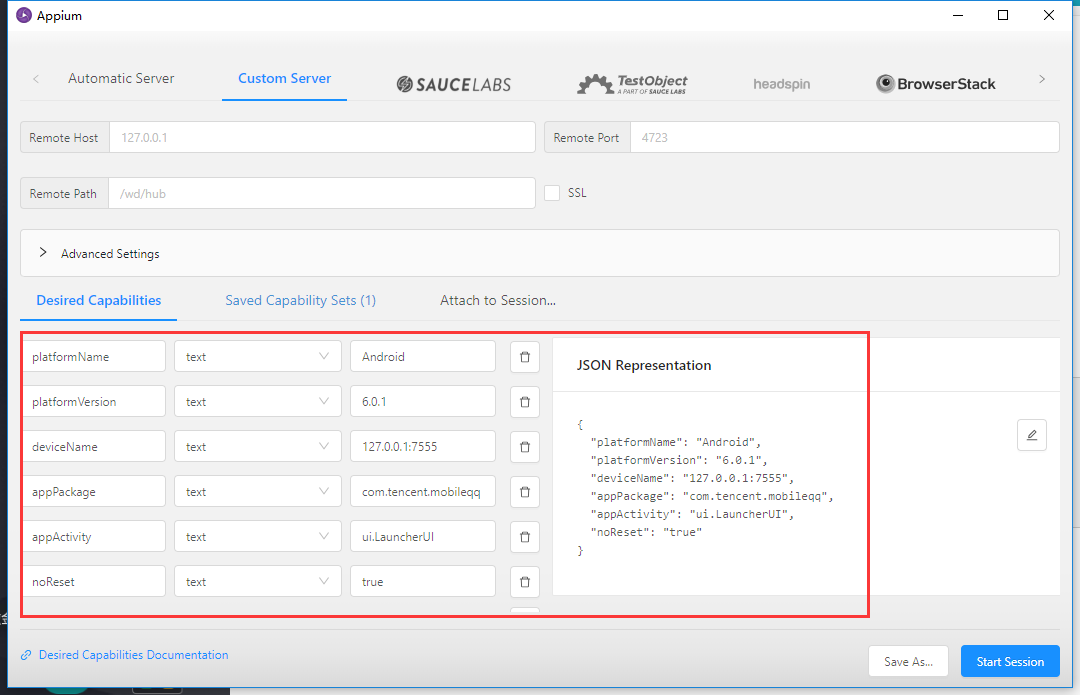 Appium
Automatic Server
Custom Server
SAUCELABS
TestObject
A PART OF SAUCE LABS
headspin
BrowserStack
Remote Host
127.0.0.1
Remote Port
4723
Remote Path
/wd/hub
SSL
Advanced Settings
Desired Capabilities
Saved Capability Sets (1)
Attach to Session...
platformName
text
Android
platformVersion
text
6.0.1
deviceName
text
127.0.0.1:7555
appPackage
text
com.tencent.mobileqq
appActivity
text
ui.LauncherUI
noReset
text
true
JSON Representation
{
"platformName": "Android",
"platformVersion": "6.0.1",
"deviceName": "127.0.0.1:7555",
"appPackage": "com.tencent.mobileqq",
"appActivity": "ui.LauncherUI",
"noReset": "true"
}
Desired Capabilities Documentation
Save As...
Start Session